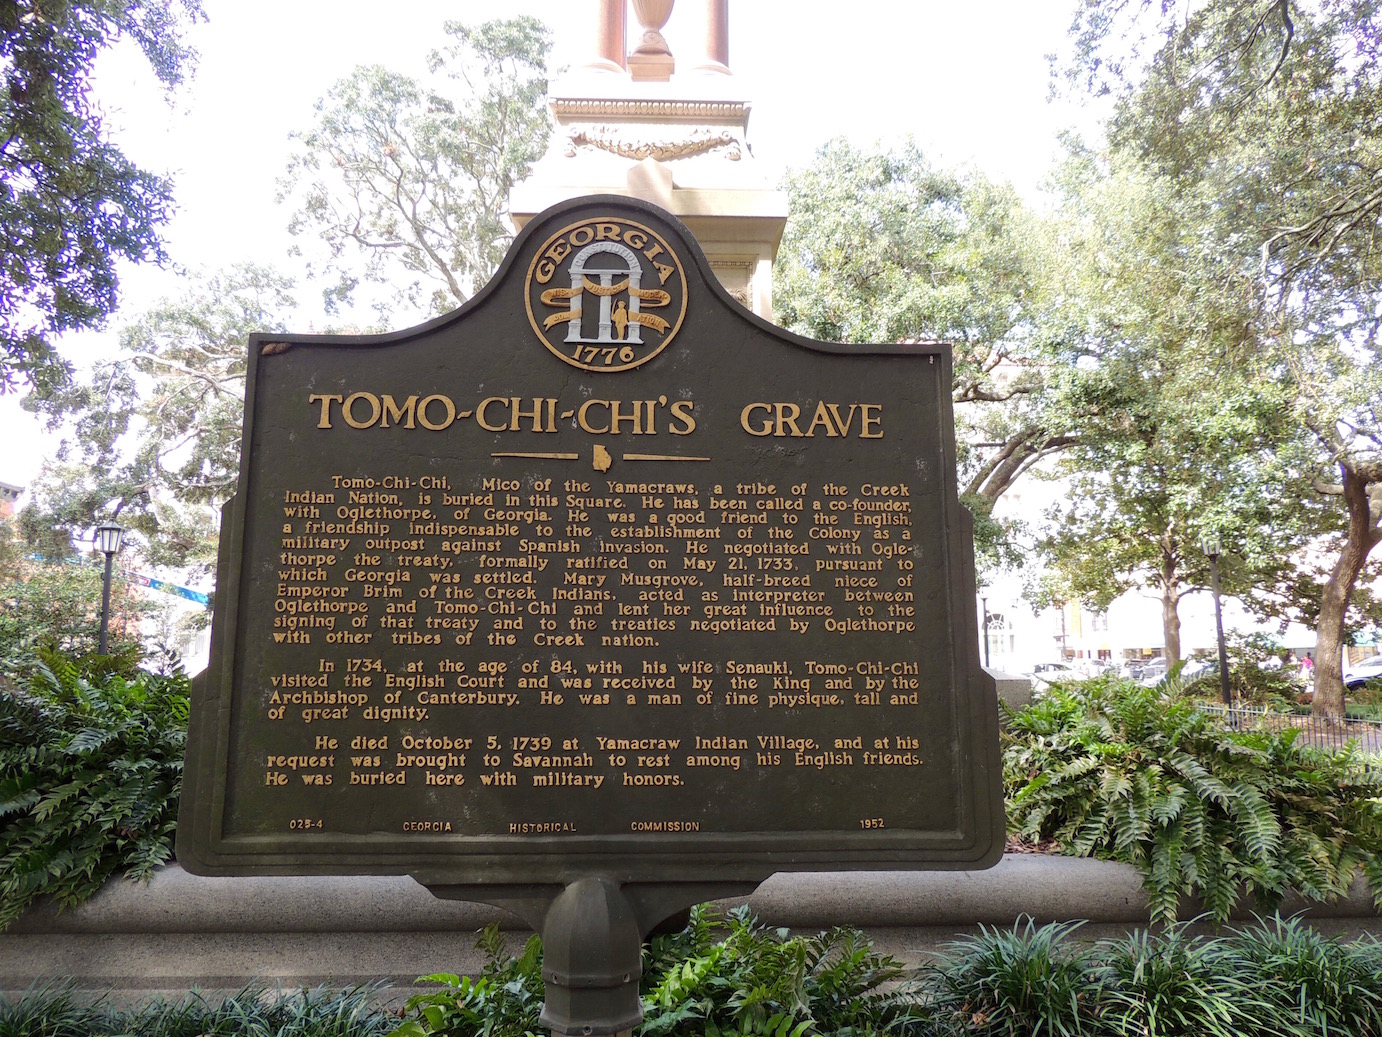 GEORGIA
1776
TOMO-CHI-CHI'S GRAVE
Tomo-Chi-Chi, Mico of the Yamacraws, a tribe of the Creek
Indian Nation, is buried in this Square. He has been called a co-founder,
with Oglethorpe, of Georgia. He was a good friend to the English,
a friendship indispensable to the establishment of the Colony as a
military outpost against Spanish invasion. He negotiated with Ogle-
thorpe the treaty, formally ratified on May 21, 1733, pursuant to
which Georgia was settled. Mary Musgrove, half-breed niece of
Emperor Brim of the Creek Indians, acted as interpreter between
Oglethorpe and Tomo-Chi-Chi and lent her great influence to the
signing of that treaty and to the treaties negotiated by Oglethorpe
with other tribes of the Creek nation.
In 1734, at the age of 84, with his wife Senauki, Tomo-Chi-Chi
visited the English Court and was received by the King and by the
Archbishop of Canterbury. He was a man of fine physique, tall and
of great dignity.
He died October 5, 1739 at Yamacraw Indian Village, and at his
request was brought to Savannah to rest among his English friends.
He was buried here with military honors.
025-4 GEORGIA HISTORICAL COMMISSION 1952